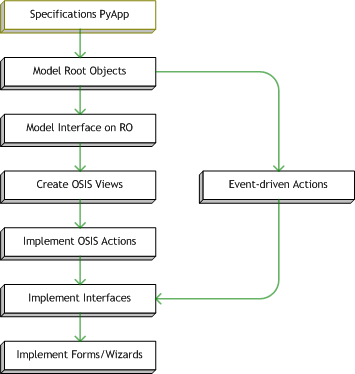 Specifications PyApp
Model Root Objects
Model Interface on RO
Create OSIS Views
Event-driven Actions
Implement OSIS Actions
Implement Interfaces
Implement Forms/Wizards